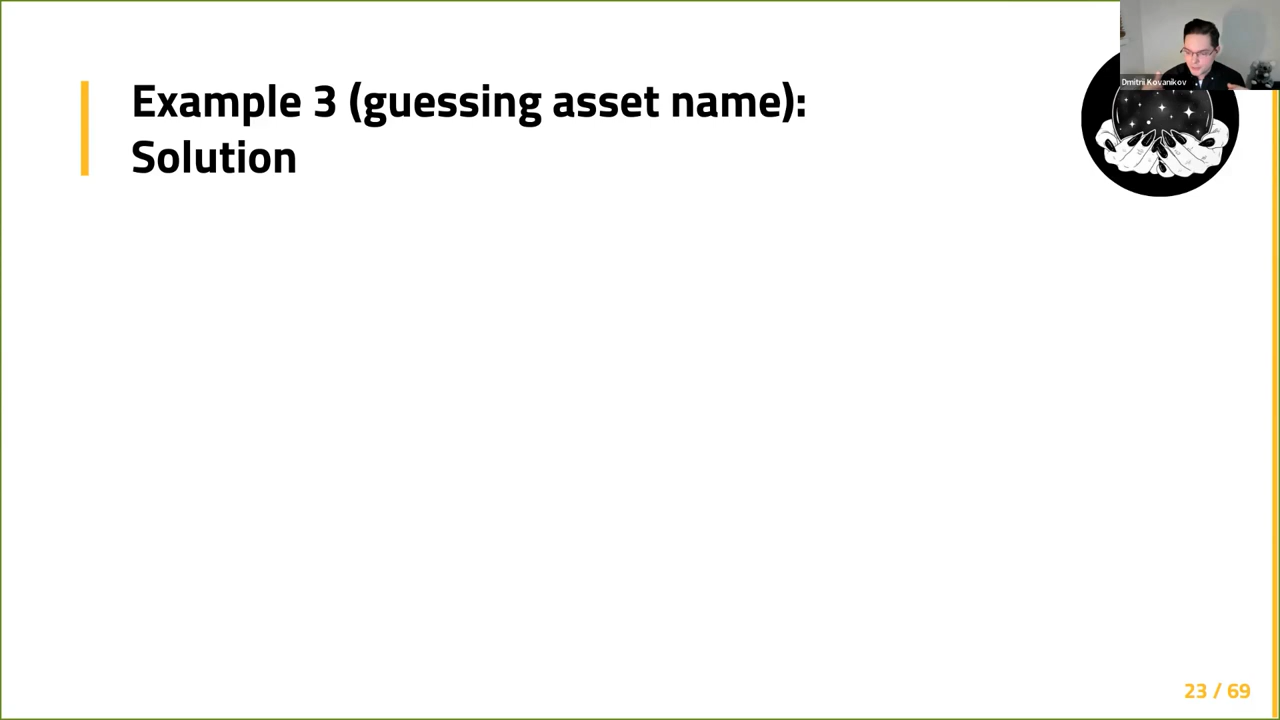 Example 3 (guessing asset name):
Solution
Dmitrii Kovanikov
23 / 69